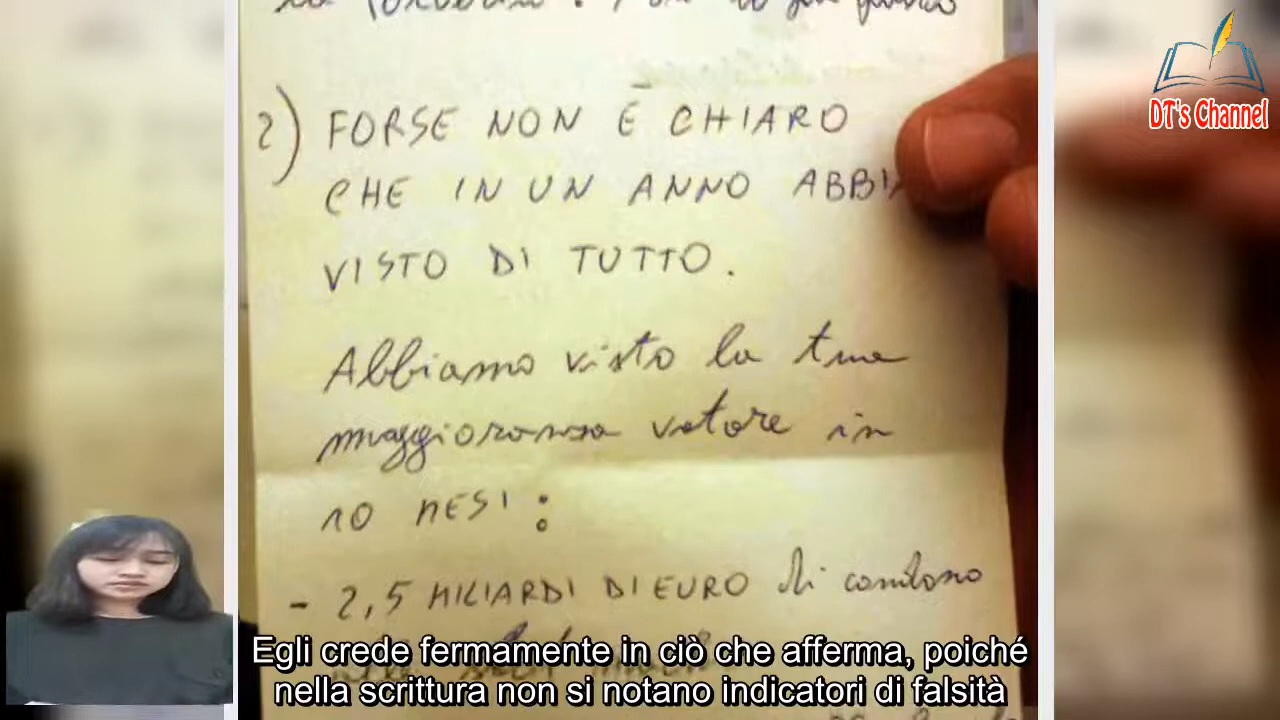 DT's Channel
2) FORSE NON È CHIARO
CHE IN UN ANNO ABBIA
VISTO DI TUTTO.
Abbiamo visto la tua
maggioranza votare in
10 MESI:
- 2,5 MILIARDI DI EURO di condono
Egli crede fermamente in ciò che afferma, poiché
nella scrittura non si notano indicatori di falsità